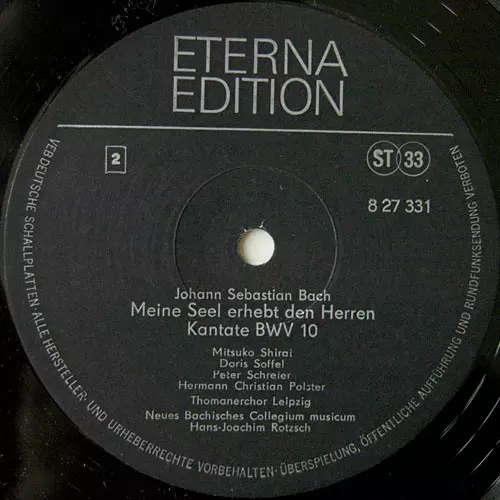 ETERNA
EDITION
2
ST 33
8 27 331
Johann Sebastian Bach
Meine Seel erhebt den Herren
Kantate BWV 10
Mitsuko Shirai
Doris Soffel
Peter Schreier
Hermann Christian Polster
Thomanerchor Leipzig
Neues Bachisches Collegium musicum
Hans-Joachim Rotzsch
VEB DEUTSCHE SCHALLPLATTEN · ALLE HERSTELLER- UND URHEBERRECHTE VORBEHALTEN · ÜBERSPIELUNG, ÖFFENTLICHE AUFFÜHRUNG UND RUNDFUNKSENDUNG VERBOTEN